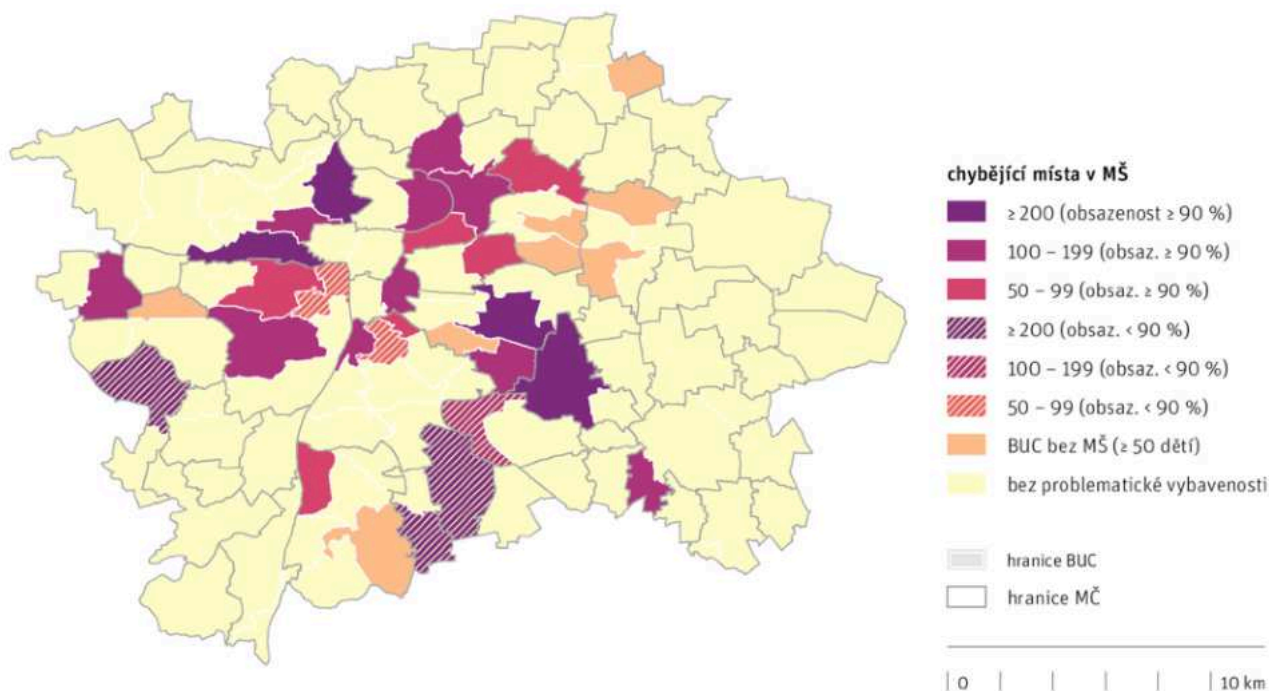 chybějící místa v MŠ
≥ 200 (obsazenost ≥ 90 %)
100 – 199 (obsaz. ≥ 90 %)
50 – 99 (obsaz. ≥ 90 %)
≥ 200 (obsaz. < 90 %)
100 – 199 (obsaz. < 90 %)
50 – 99 (obsaz. < 90 %)
BUC bez MŠ (≥ 50 dětí)
bez problematické vybavenosti
hranice BUC
hranice MČ
0 10 km